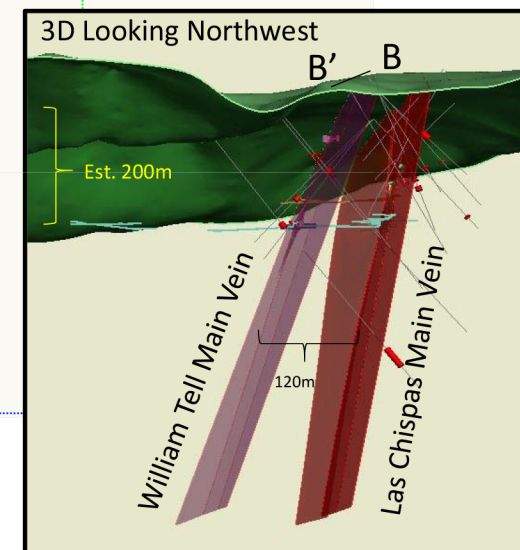 3D Looking Northwest
B' B
Est. 200m
William Tell Main Vein
120m
Las Chispas Main Vein